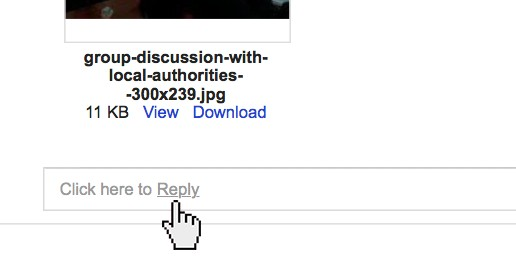 group-discussion-with-
local-authorities-
-300x239.jpg
11 KB View Download
Click here to Reply